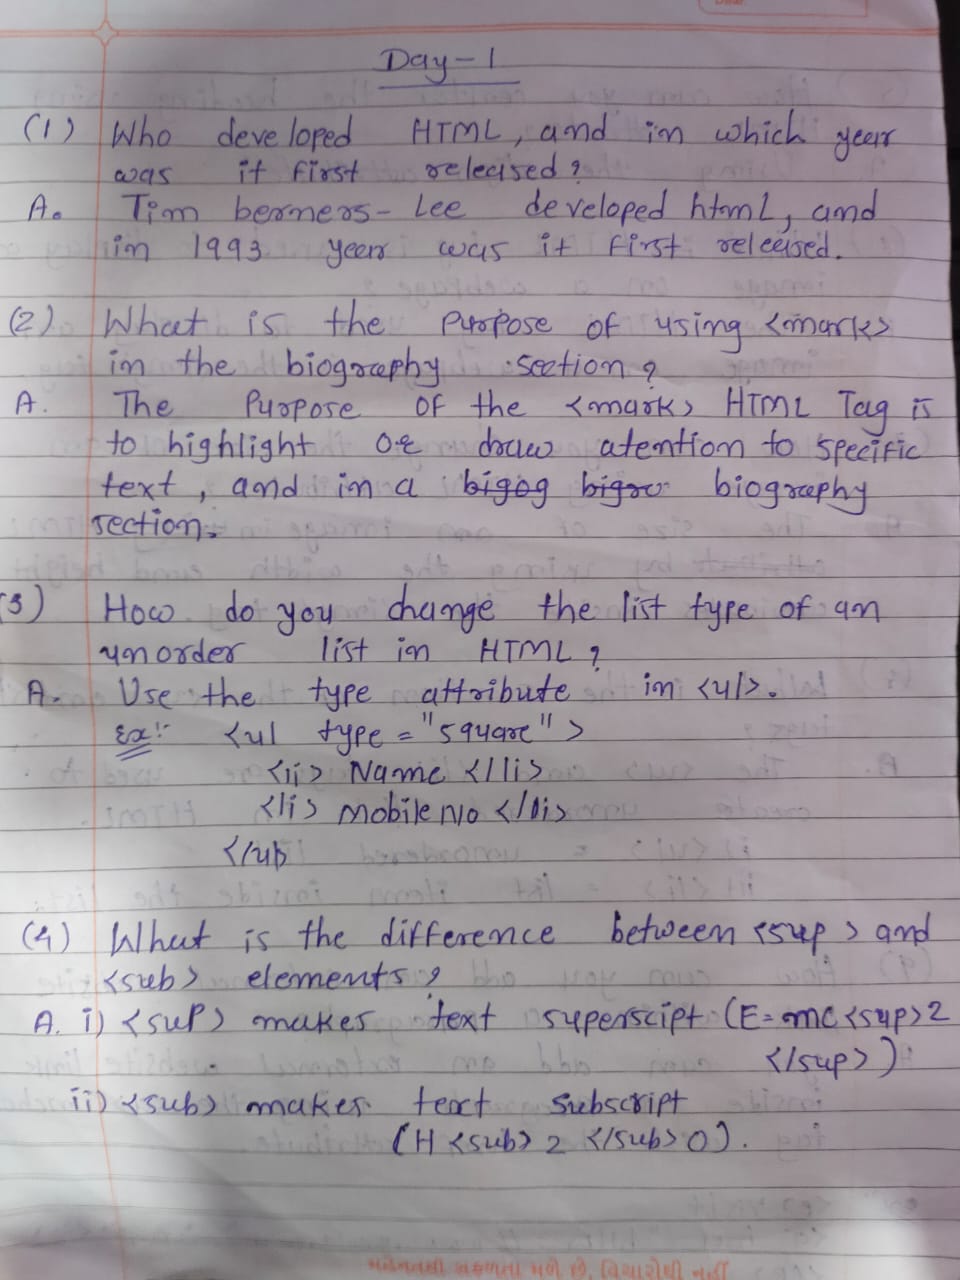 Day-1
(1) Who developed HTML, and in which year
was it first released?
A. Tim berners-Lee developed html, and
in 1993 year was it first released.
(2) What is the purpose of using <mark>
in the biography section?
A. The Purpose of the <mark> HTML Tag is
to highlight or draw atention to specific
text, and in a bigog bigro biography
section.
(3) How do you change the list type of an
unorder list in HTML?
A. Use the type attribute in <ul>.
Ex:- <ul type="square">
<li> Name </li>
<li> Mobile No </li>
</ul>
(4) What is the difference between <sup> and
<sub> elements?
A. i) <sup> makes text superscipt (E=mc<sup>2
</sup>)
ii) <sub> makes text subscript
(H<sub>2</sub>O).
મહેનતથી સફળતા મળે છે, વિચારોથી નહીં